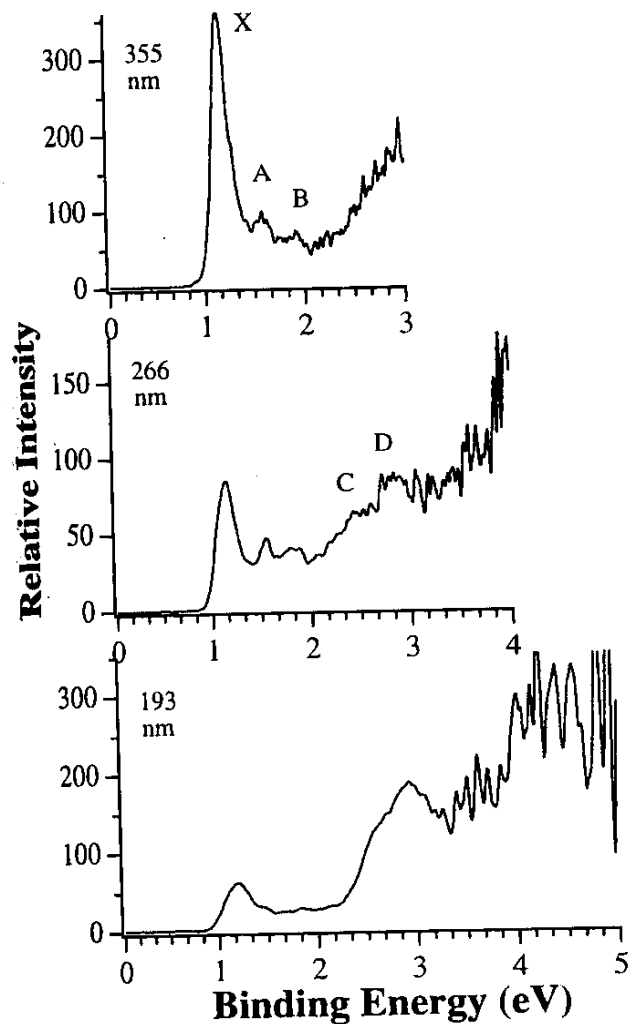 X
355
nm
A
B
300
200
100
0
0 1 2 3
266
nm
D
C
150
100
50
0
0 1 2 3 4
193
nm
300
200
100
0
0 1 2 3 4 5
Relative Intensity
Binding Energy (eV)